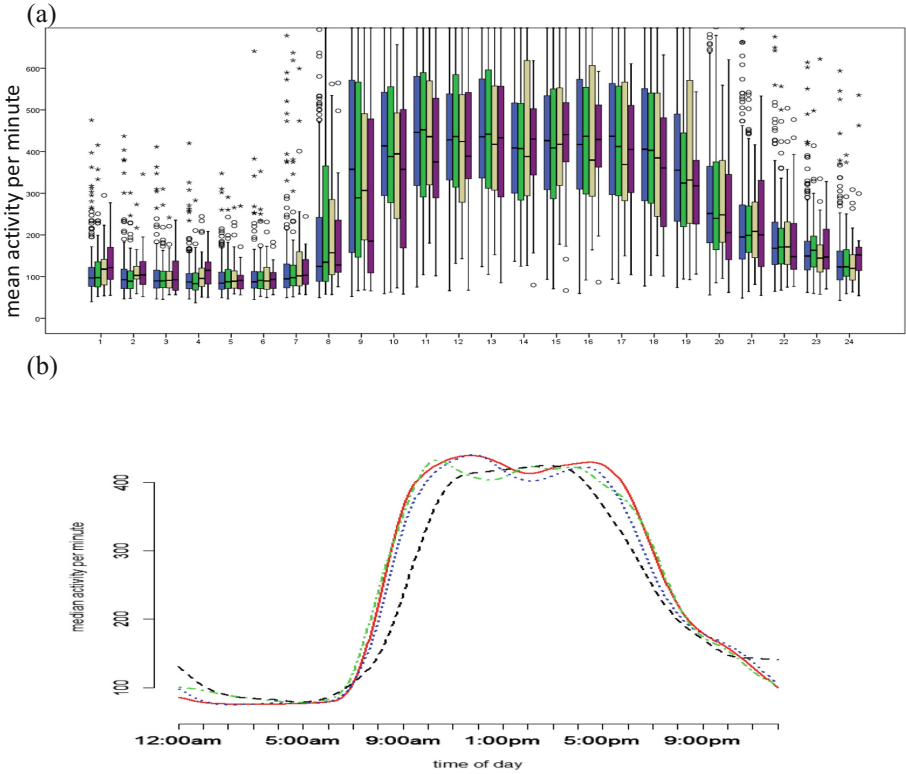 (a)
mean activity per minute
600
500
400
300
200
100
0
1 2 3 4 5 6 7 8 9 10 11 12 13 14 15 16 17 18 19 20 21 22 23 24
(b)
median activity per minute
400
300
200
100
12:00am 5:00am 9:00am 1:00pm 5:00pm 9:00pm
time of day